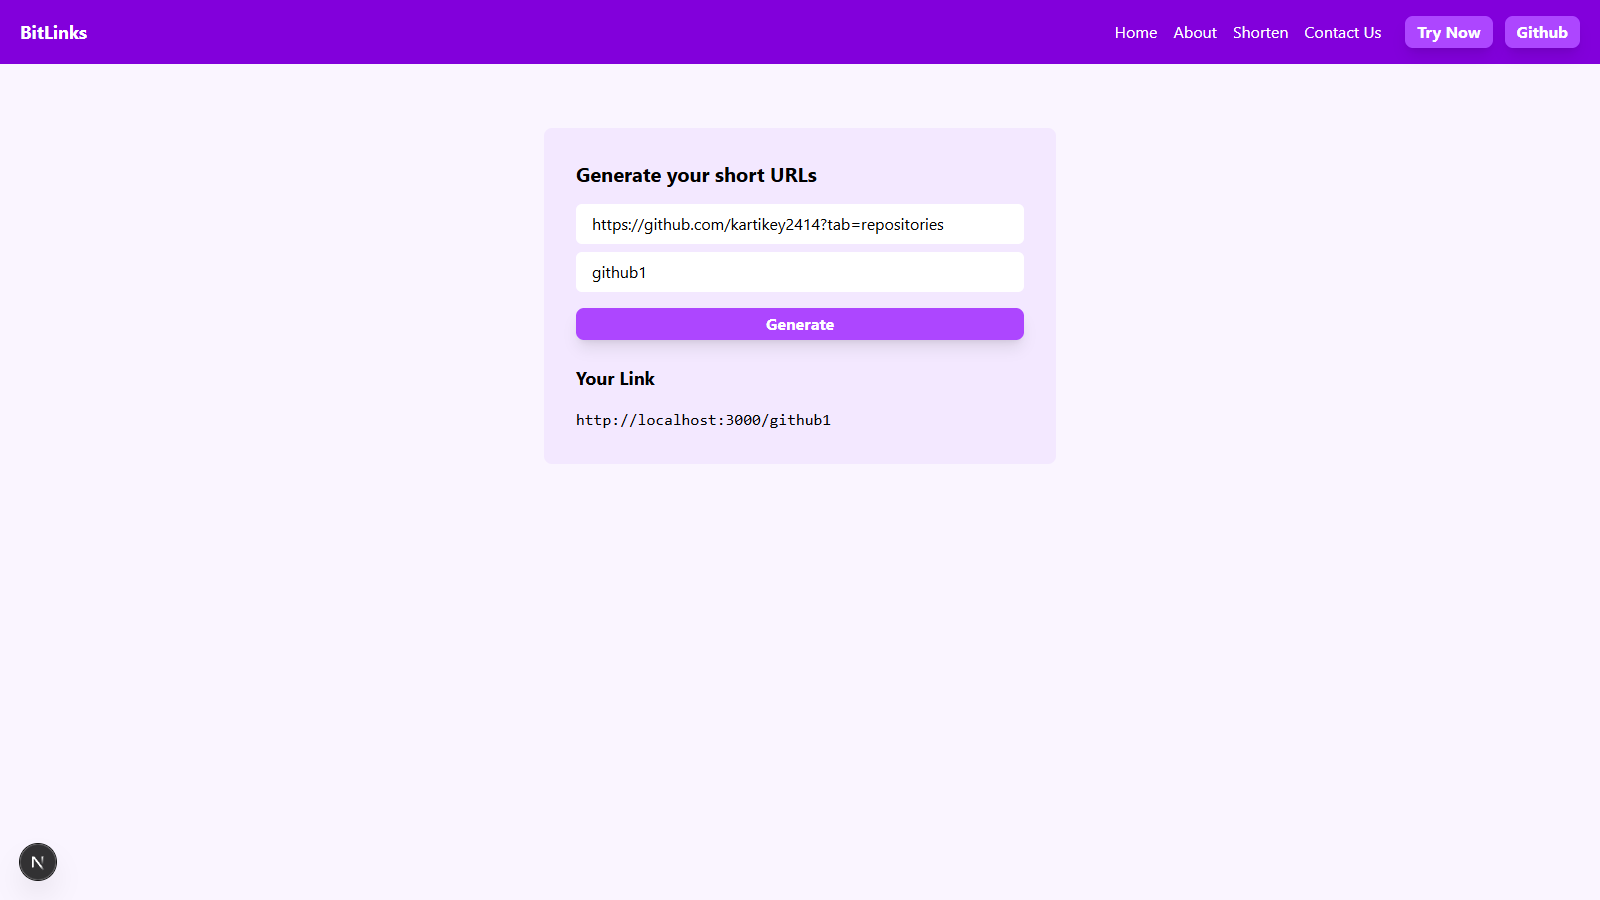 BitLinks
Home About Shorten Contact Us Try Now Github
Generate your short URLs
https://github.com/kartikey2414?tab=repositories
github1
Generate
Your Link
http://localhost:3000/github1
N